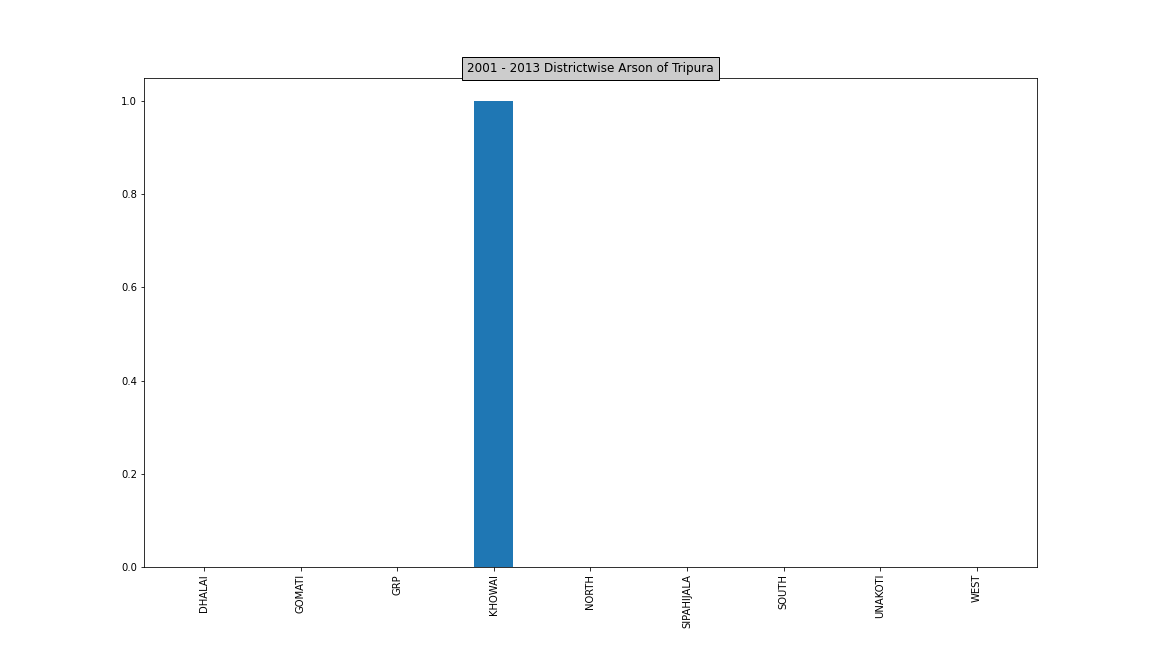 2001 - 2013 Districtwise Arson of Tripura
1.0
0.8
0.6
0.4
0.2
0.0
DHALAI
GOMATI
GRP
KHOWAI
NORTH
SIPAHIJALA
SOUTH
UNAKOTI
WEST